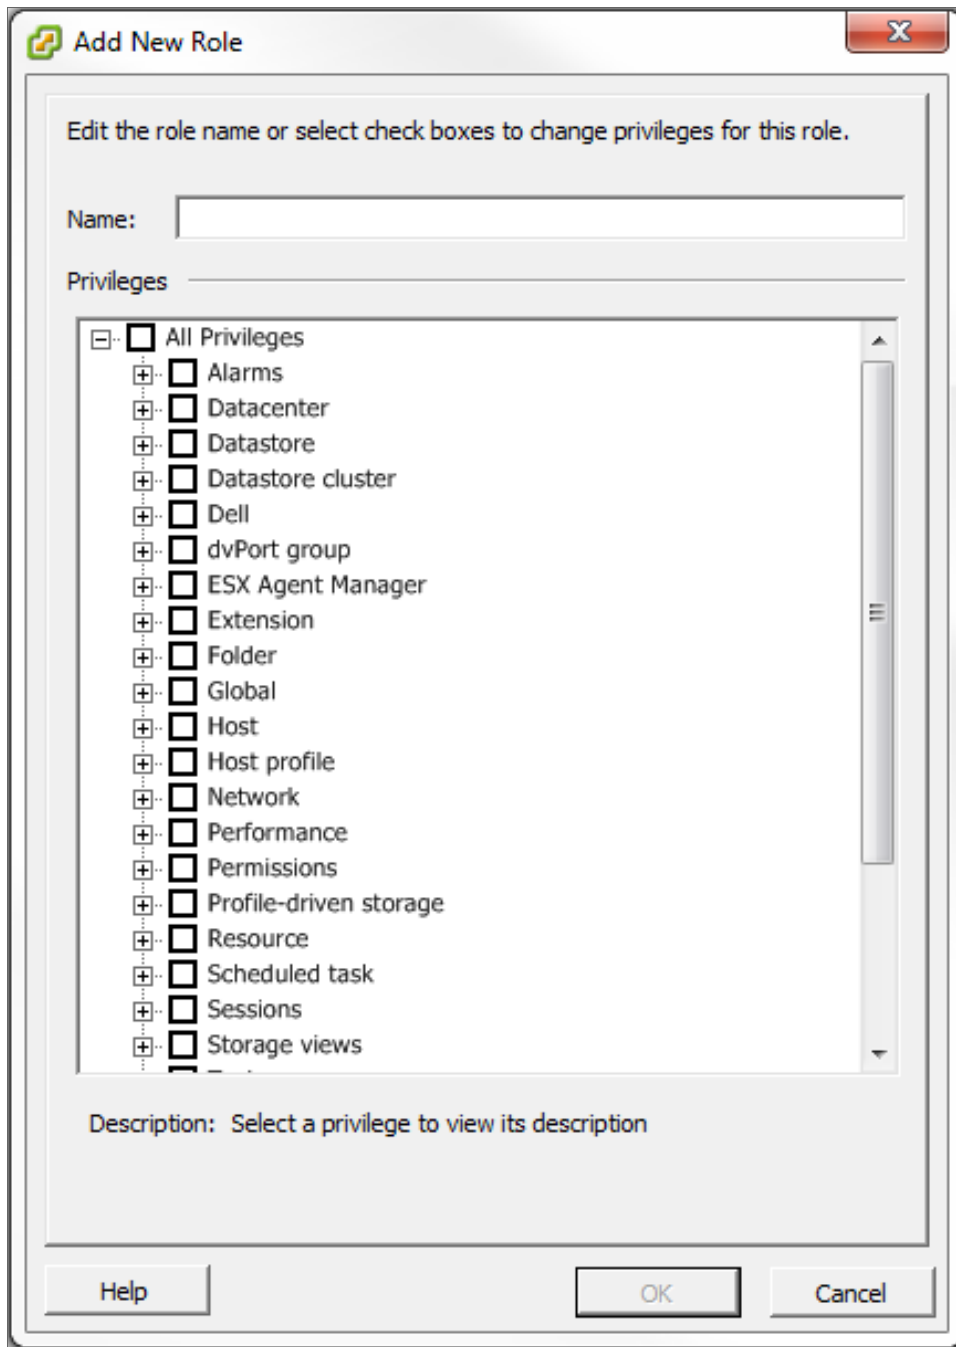 Add New Role
Edit the role name or select check boxes to change privileges for this role.
Name:
Privileges
All Privileges
Alarms
Datacenter
Datastore
Datastore cluster
Dell
dvPort group
ESX Agent Manager
Extension
Folder
Global
Host
Host profile
Network
Performance
Permissions
Profile-driven storage
Resource
Scheduled task
Sessions
Storage views
Description: Select a privilege to view its description
Help
OK
Cancel